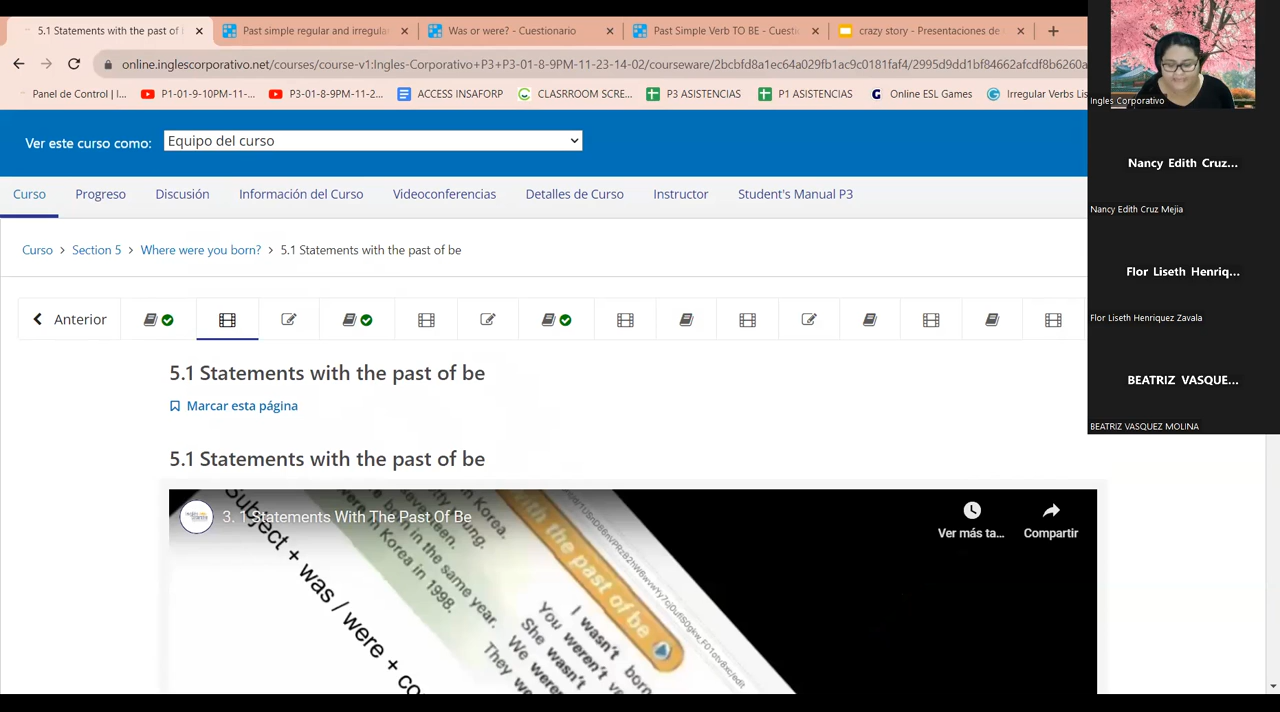 5.1 Statements with the past of
Past simple regular and irregula
Was or were? - Cuestionario
Past Simple Verb TO BE - Cuesti
crazy story - Presentaciones de
online.inglescorporativo.net/courses/course-v1:Ingles-Corporativo+P3+P3-01-8-9PM-11-23-14-02/courseware/2bcbfd8a1ec64a029fb1ac9c0181faf4/2995d9dd1bf84662afcdf8b6260a
Panel de Control | I...
P1-01-9-10PM-11-...
P3-01-8-9PM-11-2...
ACCESS INSAFORP
CLASRROOM SCRE...
P3 ASISTENCIAS
P1 ASISTENCIAS
Online ESL Games
Irregular Verbs Lis
Ingles Corporativo
Ver este curso como:
Equipo del curso
Nancy Edith Cruz...
Nancy Edith Cruz Mejia
Curso
Progreso
Discusión
Información del Curso
Videoconferencias
Detalles de Curso
Instructor
Student's Manual P3
Curso > Section 5 > Where were you born? > 5.1 Statements with the past of be
Flor Liseth Henriq...
Flor Liseth Henriquez Zavala
Anterior
5.1 Statements with the past of be
Marcar esta página
BEATRIZ VASQUE...
BEATRIZ VASQUEZ MOLINA
5.1 Statements with the past of be
3. 1 Statements With The Past Of Be
Ver más ta...
Compartir
Subject + was / were + co
in Korea.
in the same year.
Korea in 1998.
with the past of be
I wasn't born
You weren't ve
She wasn't
We weren
They we